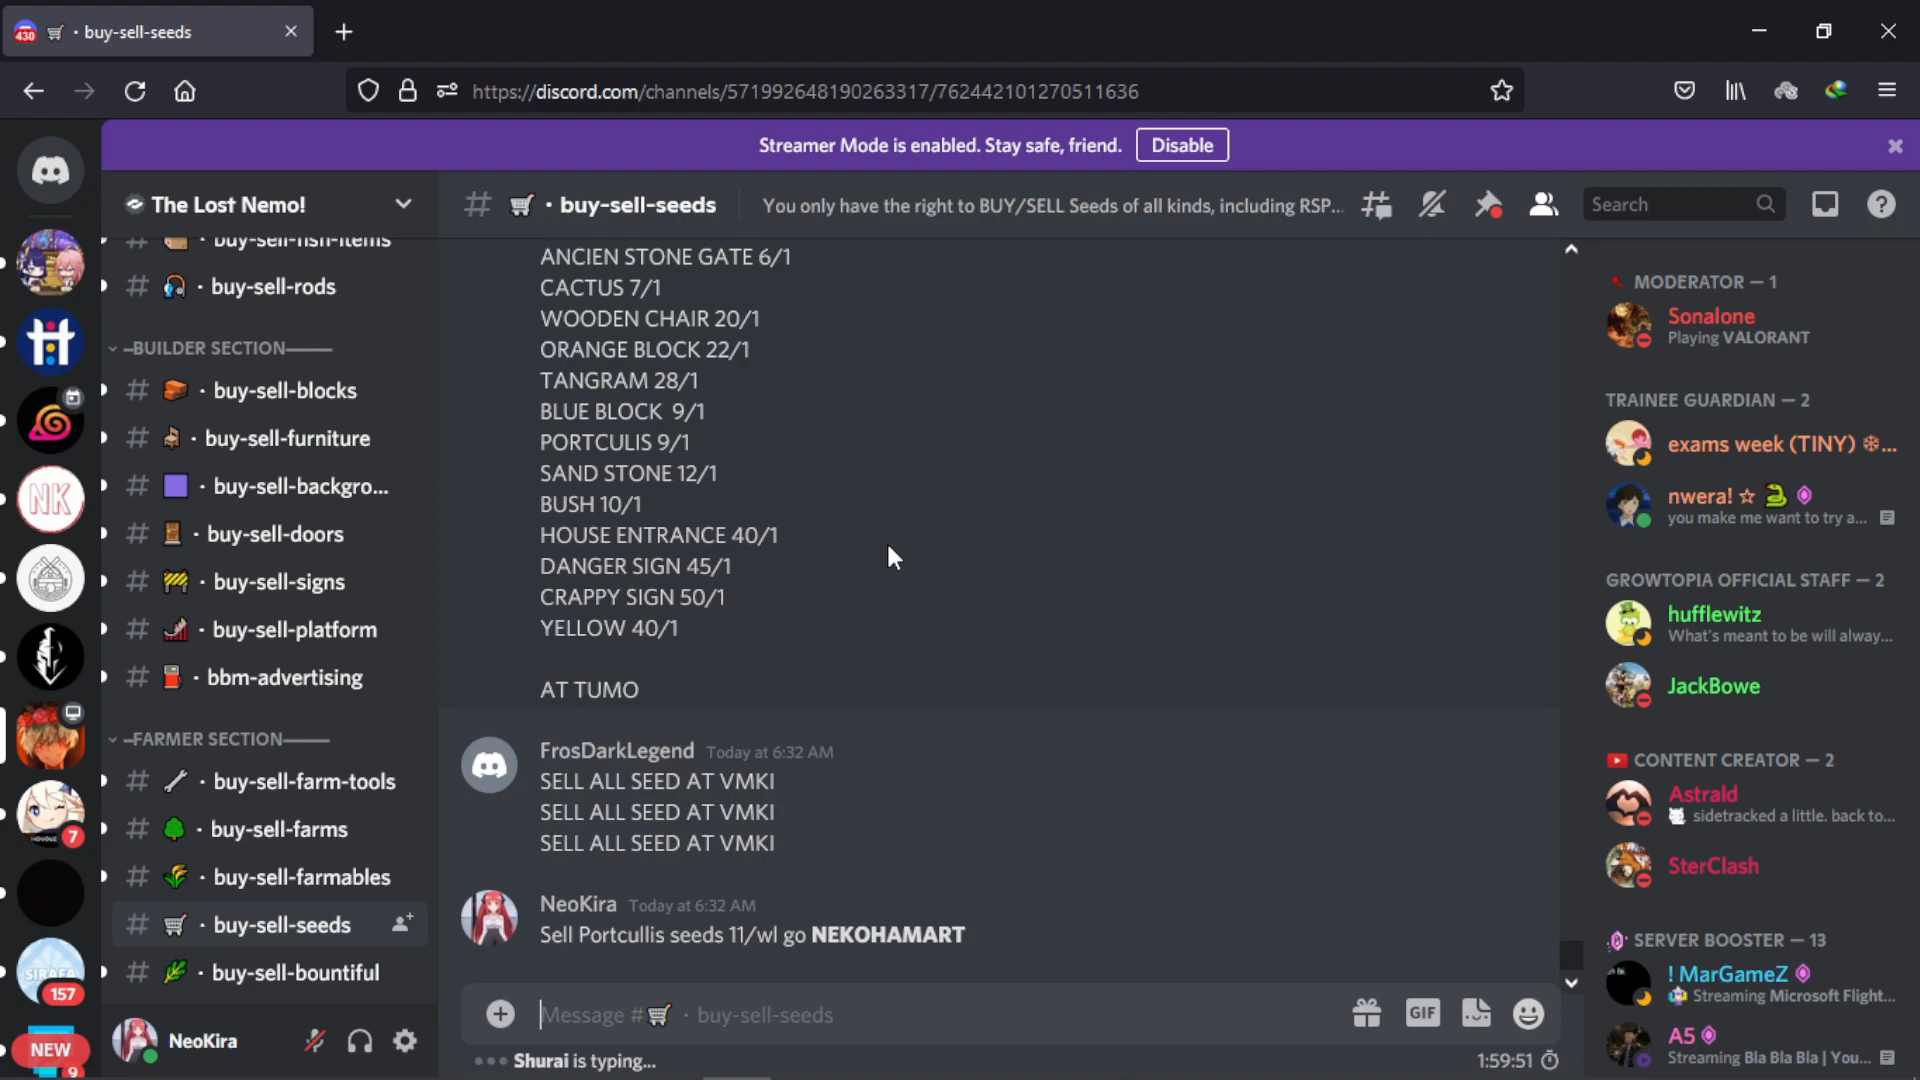 430 🛒 · buy-sell-seeds
https://discord.com/channels/571992648190263317/762442101270511636
Streamer Mode is enabled. Stay safe, friend. Disable
The Lost Nemo!
# 🛒 · buy-sell-seeds
You only have the right to BUY/SELL Seeds of all kinds, including RSP...
Search
· buy-sell-fish-items
· buy-sell-rods
–BUILDER SECTION——
· buy-sell-blocks
· buy-sell-furniture
· buy-sell-backgro...
· buy-sell-doors
· buy-sell-signs
· buy-sell-platform
· bbm-advertising
–FARMER SECTION——
· buy-sell-farm-tools
· buy-sell-farms
· buy-sell-farmables
· buy-sell-seeds
· buy-sell-bountiful
NK
HOYOVERSE
7
SIRAFA
157
NEW
9
NeoKira
ANCIEN STONE GATE 6/1
CACTUS 7/1
WOODEN CHAIR 20/1
ORANGE BLOCK 22/1
TANGRAM 28/1
BLUE BLOCK 9/1
PORTCULIS 9/1
SAND STONE 12/1
BUSH 10/1
HOUSE ENTRANCE 40/1
DANGER SIGN 45/1
CRAPPY SIGN 50/1
YELLOW 40/1
AT TUMO
FrosDarkLegend Today at 6:32 AM
SELL ALL SEED AT VMKI
SELL ALL SEED AT VMKI
SELL ALL SEED AT VMKI
NeoKira Today at 6:32 AM
Sell Portcullis seeds 11/wl go NEKOHAMART
Message #🛒 · buy-sell-seeds
GIF
Shurai is typing...
1:59:51
MODERATOR — 1
Sonalone
Playing VALORANT
TRAINEE GUARDIAN — 2
exams week (TINY) ❄...
nwera! ☆
you make me want to try a...
GROWTOPIA OFFICIAL STAFF — 2
hufflewitz
What's meant to be will alway...
JackBowe
CONTENT CREATOR — 2
Astrald
sidetracked a little. back to...
SterClash
SERVER BOOSTER — 13
! MarGameZ
Streaming Microsoft Flight...
A5
Streaming Bla Bla Bla | You...